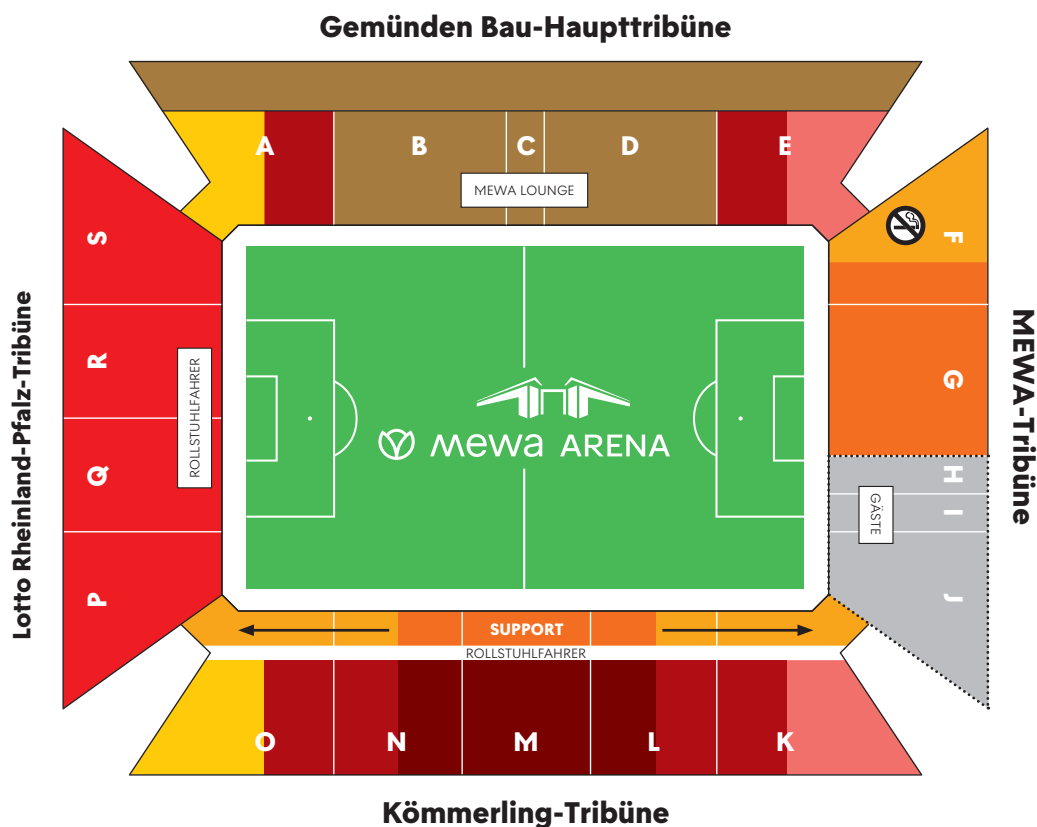 Gemünden Bau-Haupttribüne
A
B
C
D
E
MEWA LOUNGE
S
R
Q
P
ROLLSTUHLFAHRER
Lotto Rheinland-Pfalz-Tribüne
F
G
H
I
J
GÄSTE
MEWA-Tribüne
mewa ARENA
SUPPORT
ROLLSTUHLFAHRER
O
N
M
L
K
Kömmerling-Tribüne